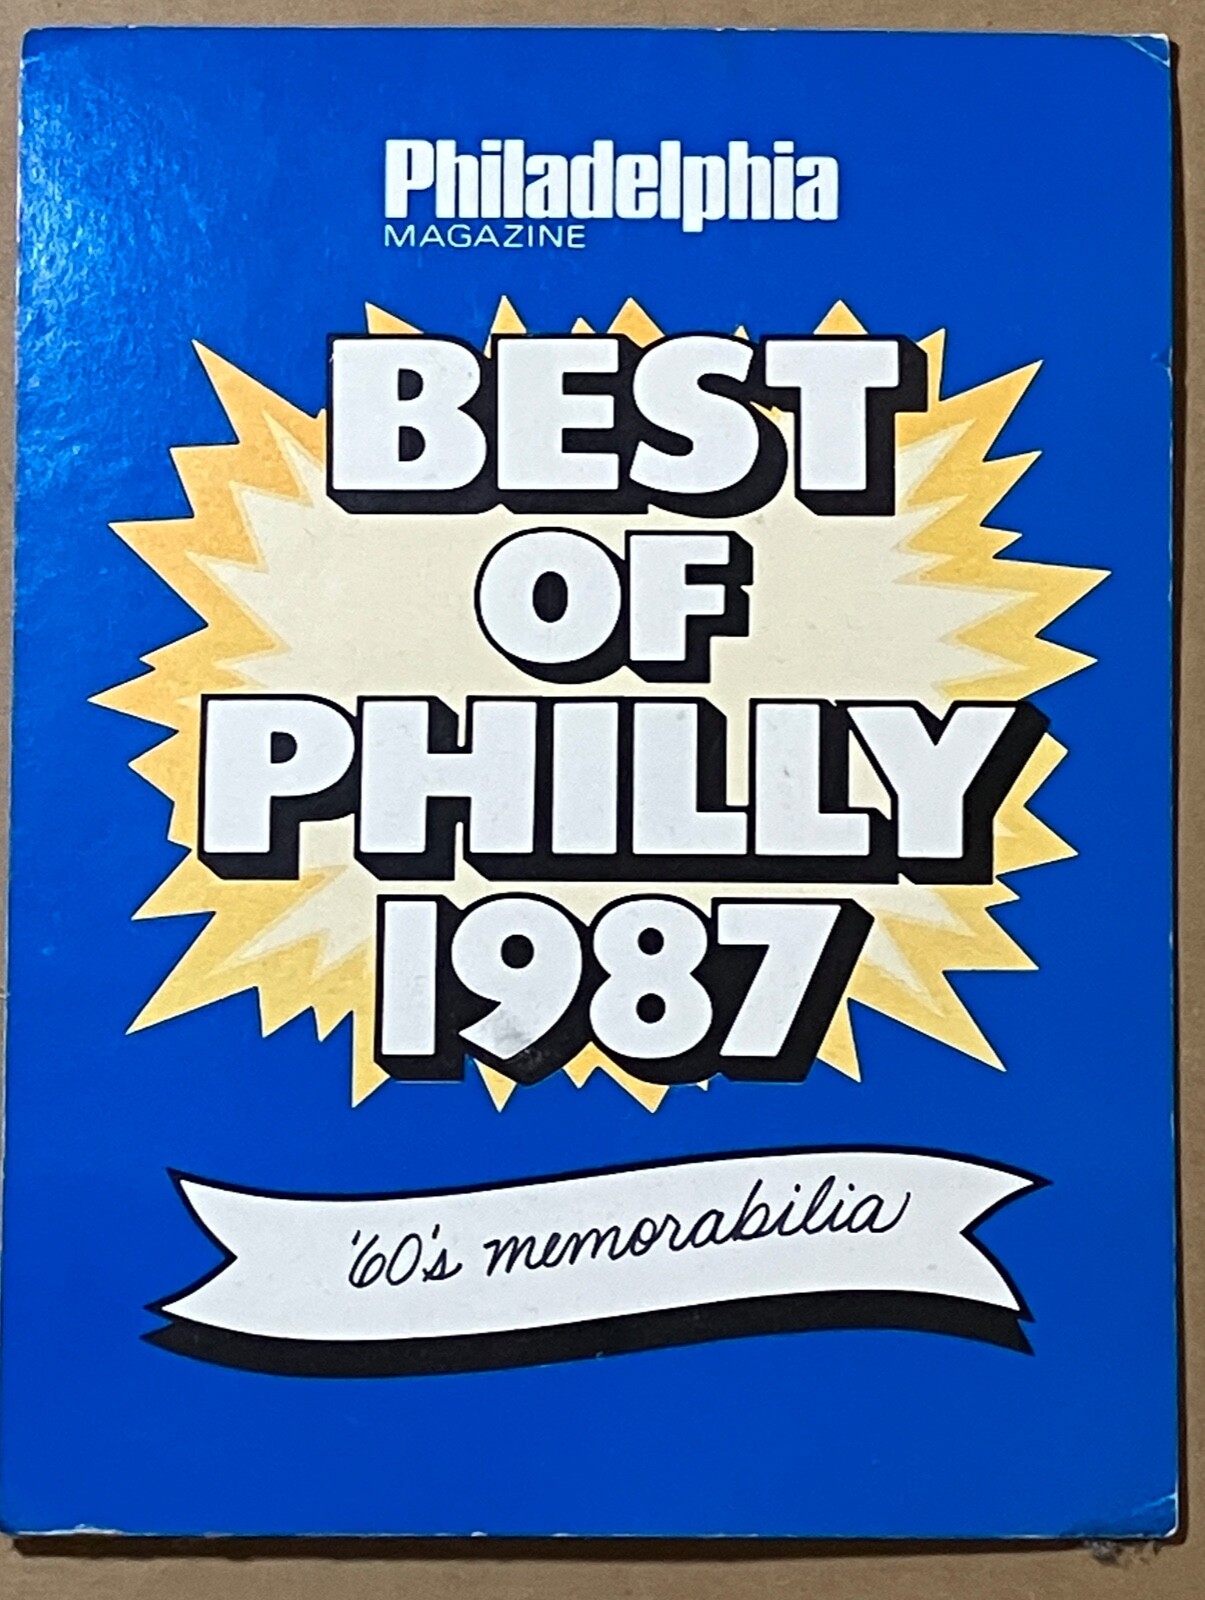 Philadelphia
MAGAZINE
BEST
OF
PHILLY
1987
'60's memorabilia